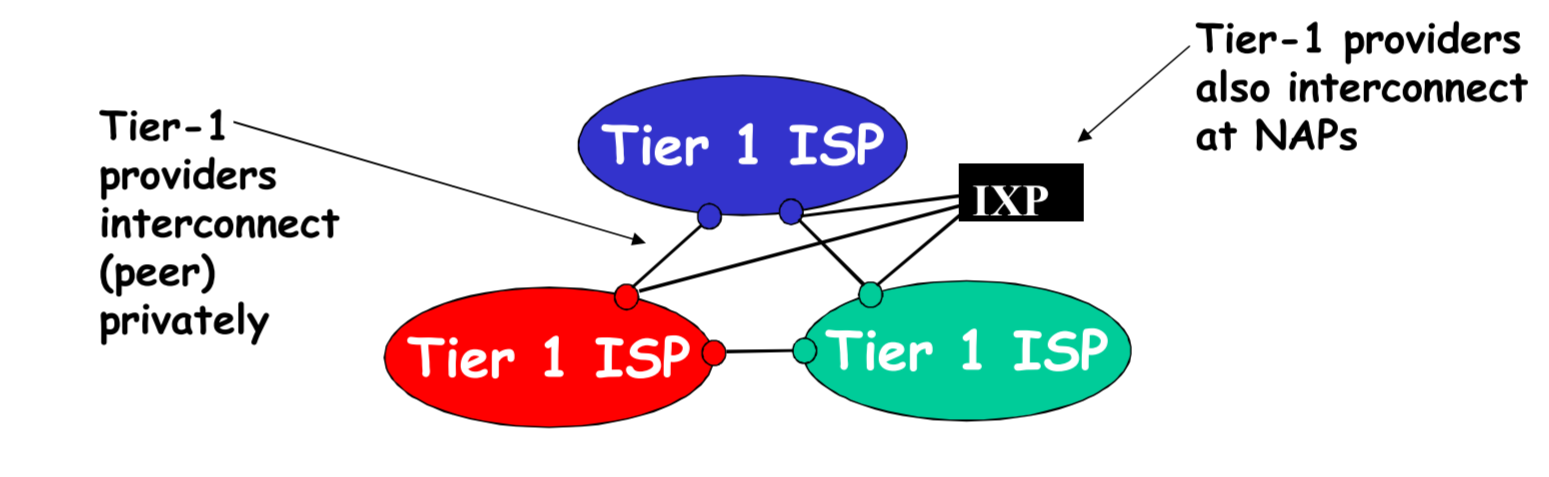 Tier-1 providers
also interconnect
at NAPs
Tier-1
providers
interconnect
(peer)
privately
Tier 1 ISP
IXP
Tier 1 ISP
Tier 1 ISP